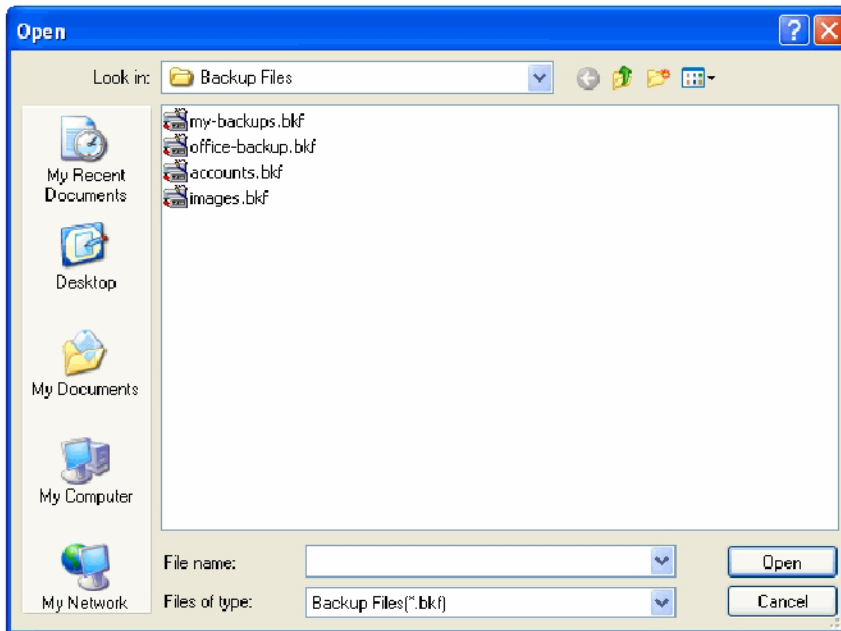 Open
Look in: Backup Files
my-backups.bkf
office-backup.bkf
accounts.bkf
images.bkf
My Recent
Documents
Desktop
My Documents
My Computer
My Network
File name:
Open
Files of type: Backup Files(*.bkf)
Cancel